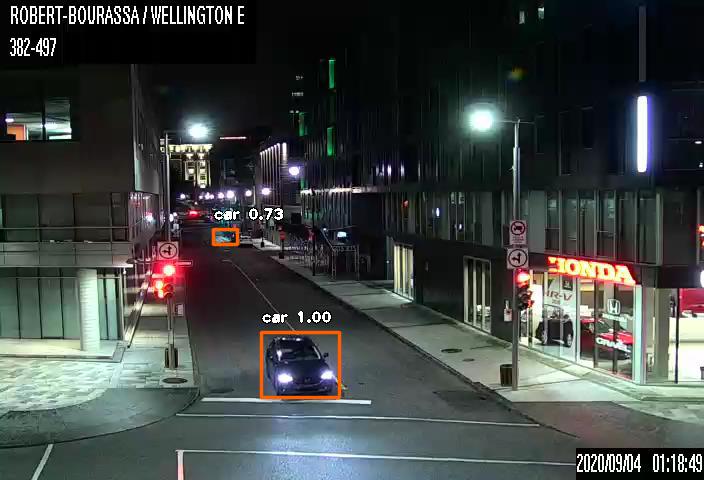 ROBERT-BOURASSA / WELLINGTON E
382-497
car 0.73
car 1.00
HONDA
2020/09/04 01:18:49